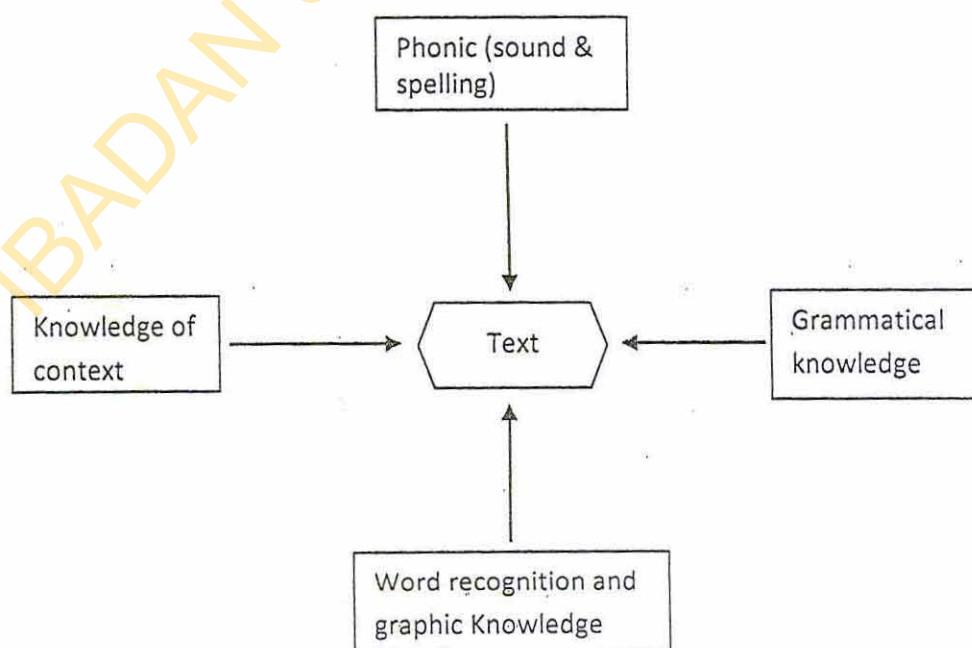 IBADAN
Phonic (sound &
spelling)
Knowledge of
context
Text
Grammatical
knowledge
Word recognition and
graphic Knowledge